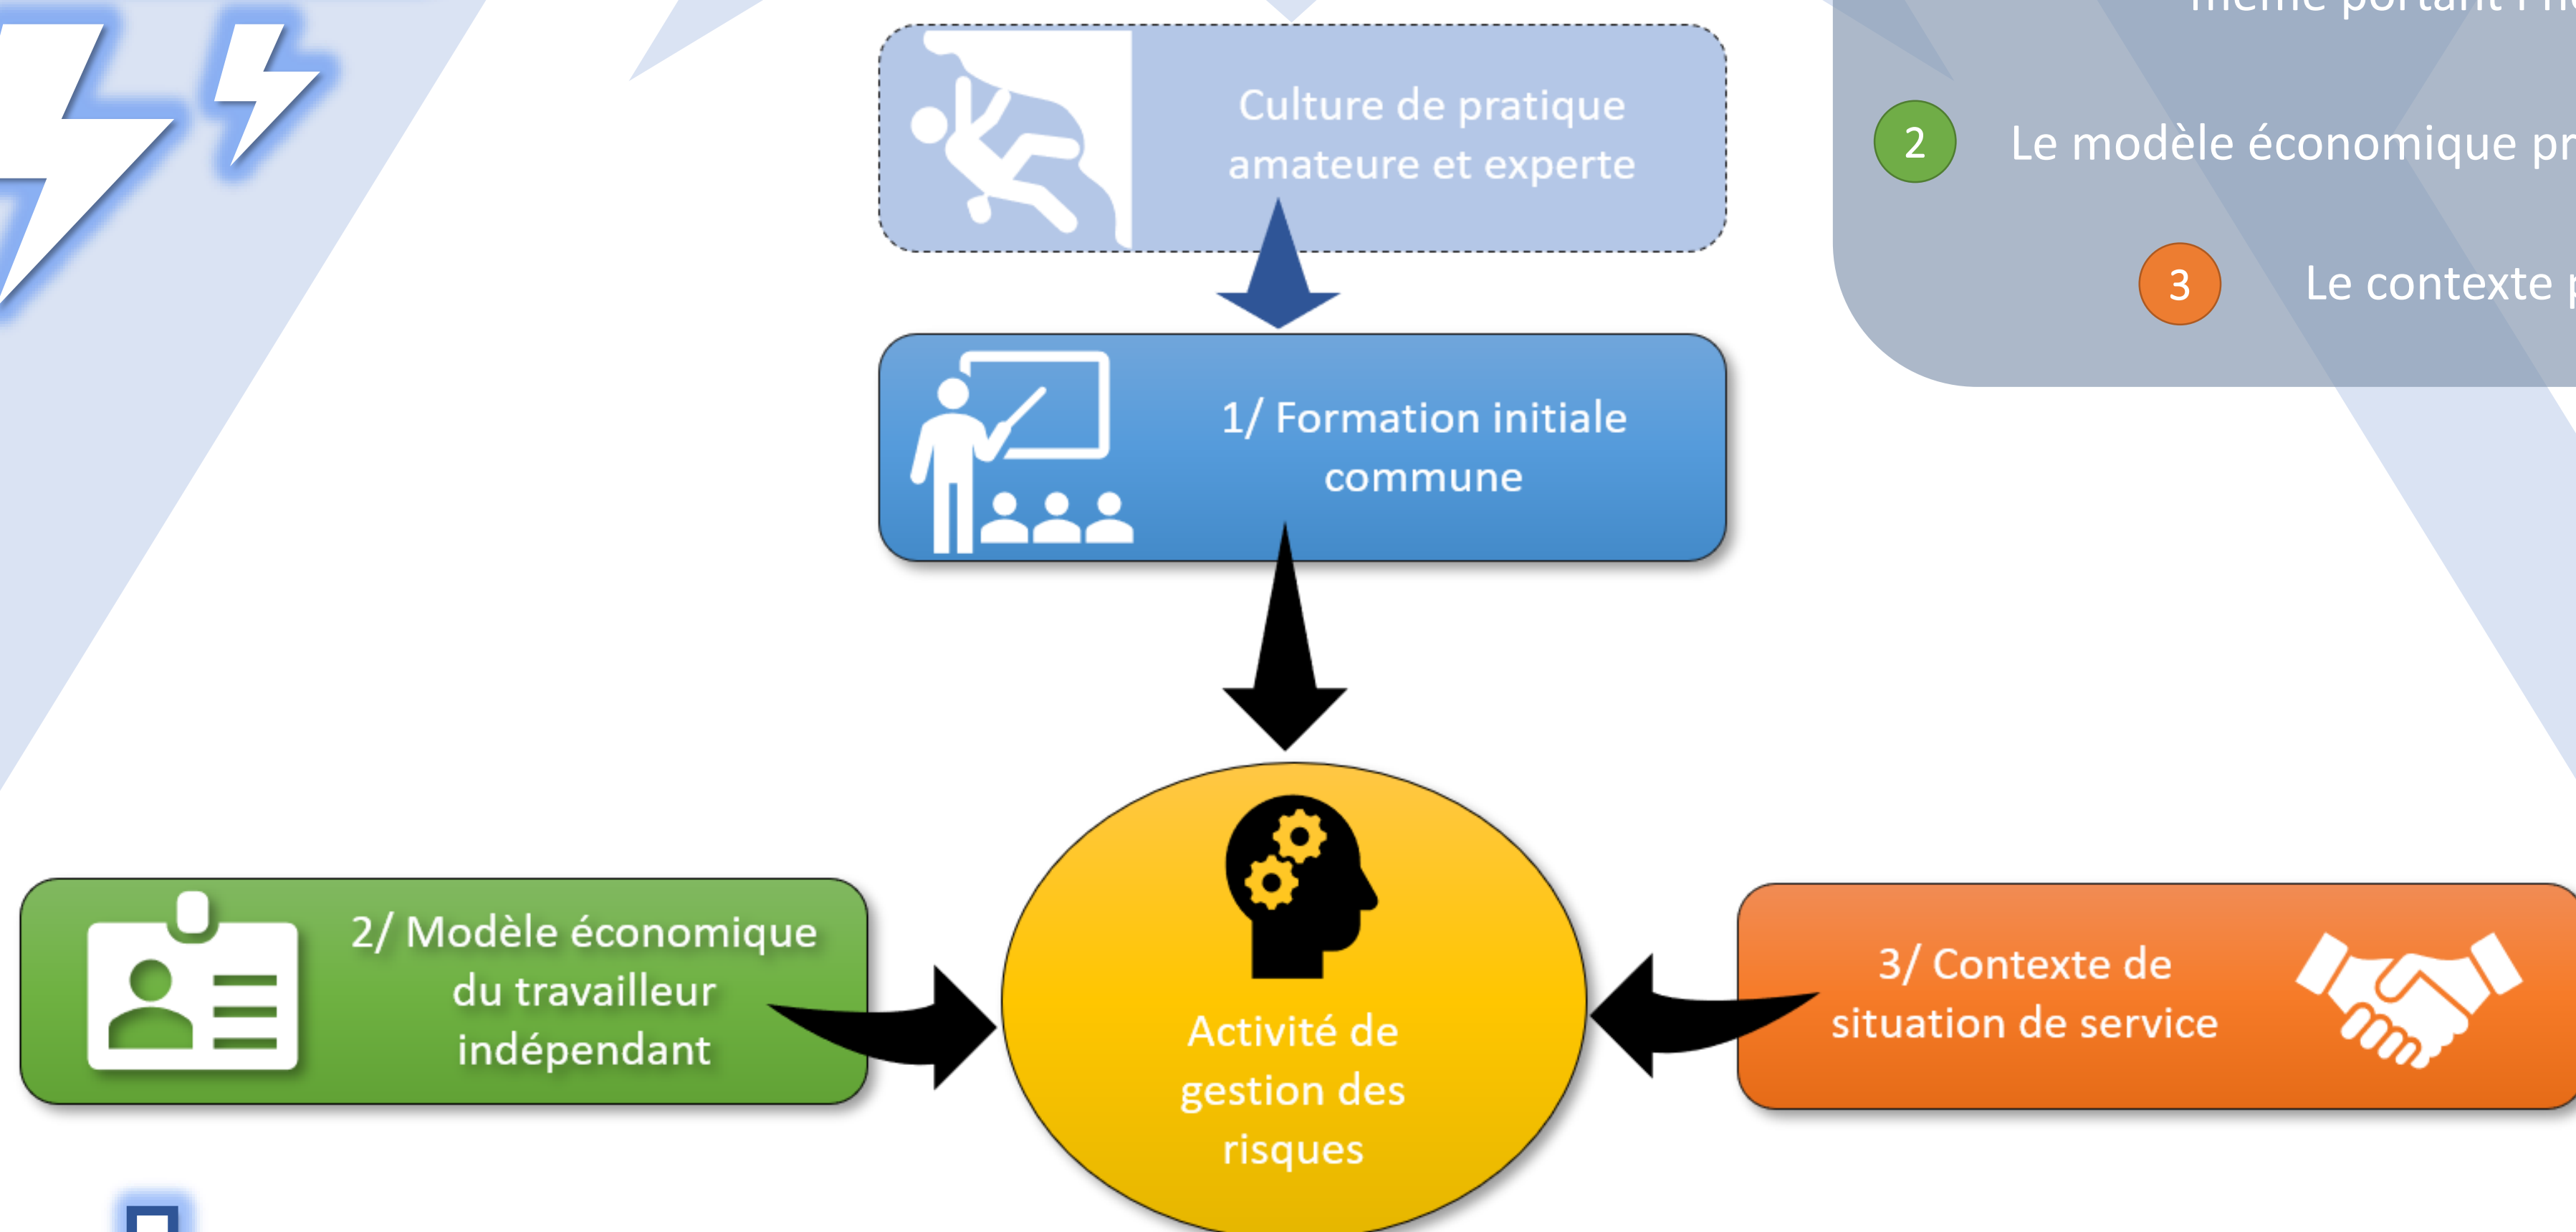 Culture de pratique
amateure et experte
2 Le modèle économique
3 Le contexte
1/ Formation initiale
commune
2/ Modèle économique
du travailleur
indépendant
Activité de
gestion des
risques
3/ Contexte de
situation de service